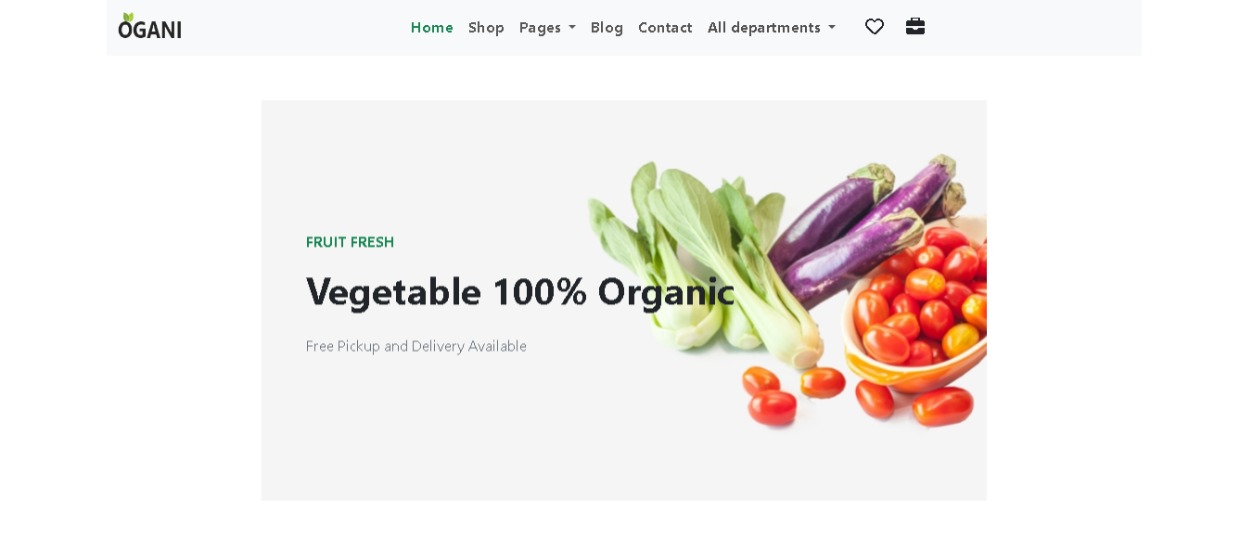 OGANI
Home Shop Pages Blog Contact All departments
FRUIT FRESH
Vegetable 100% Organic
Free Pickup and Delivery Available